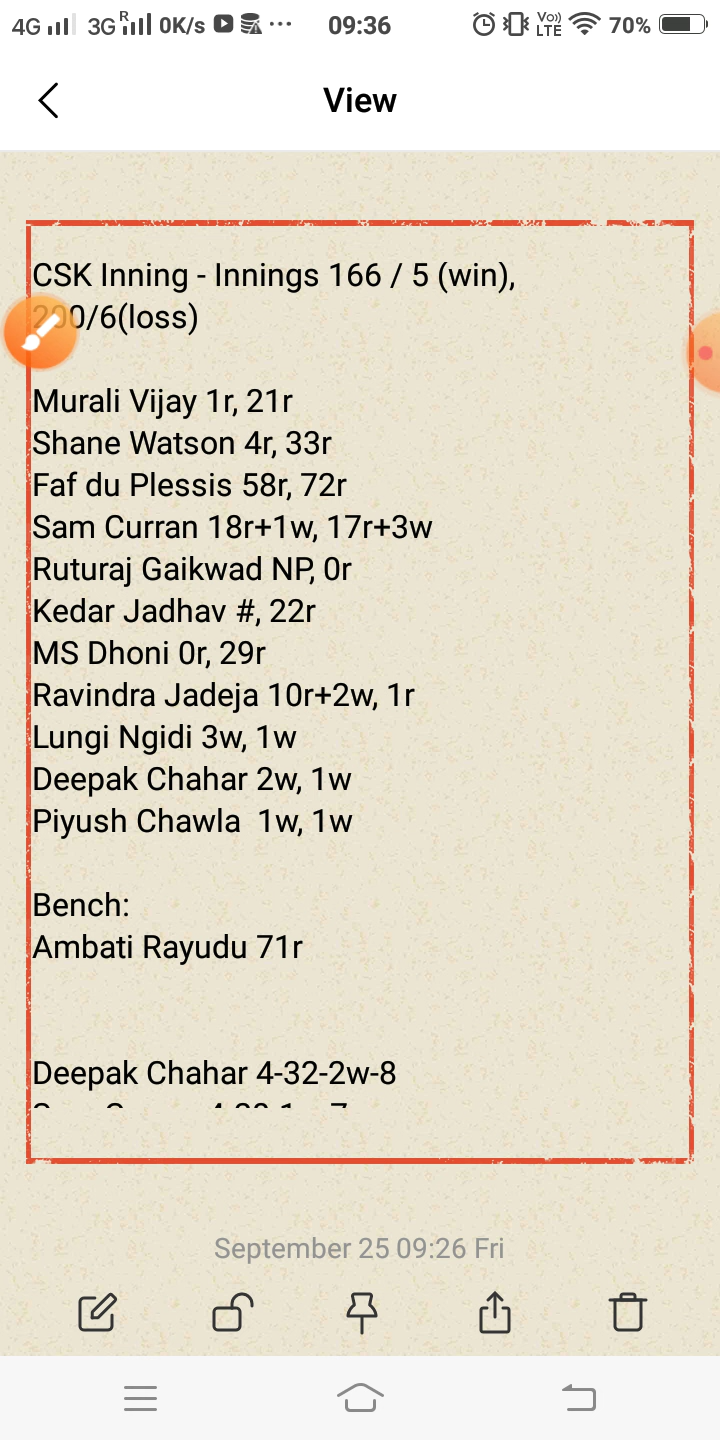 4G 3G R 0K/s 09:36 Vo)) LTE 70%
View
CSK Inning - Innings 166 / 5 (win),
200/6(loss)
Murali Vijay 1r, 21r
Shane Watson 4r, 33r
Faf du Plessis 58r, 72r
Sam Curran 18r+1w, 17r+3w
Ruturaj Gaikwad NP, 0r
Kedar Jadhav #, 22r
MS Dhoni 0r, 29r
Ravindra Jadeja 10r+2w, 1r
Lungi Ngidi 3w, 1w
Deepak Chahar 2w, 1w
Piyush Chawla  1w, 1w
Bench:
Ambati Rayudu 71r
Deepak Chahar 4-32-2w-8
September 25 09:26 Fri